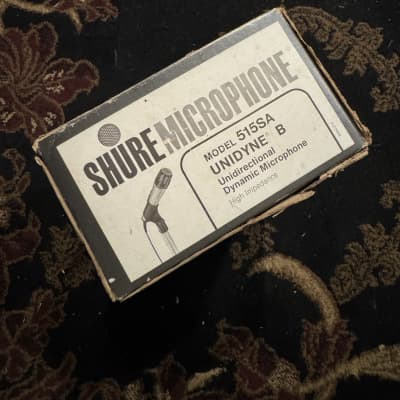 SHURE MICROPHONE
MODEL 515SA
UNIDYNE® B
Unidirectional
Dynamic Microphone
High Impedance